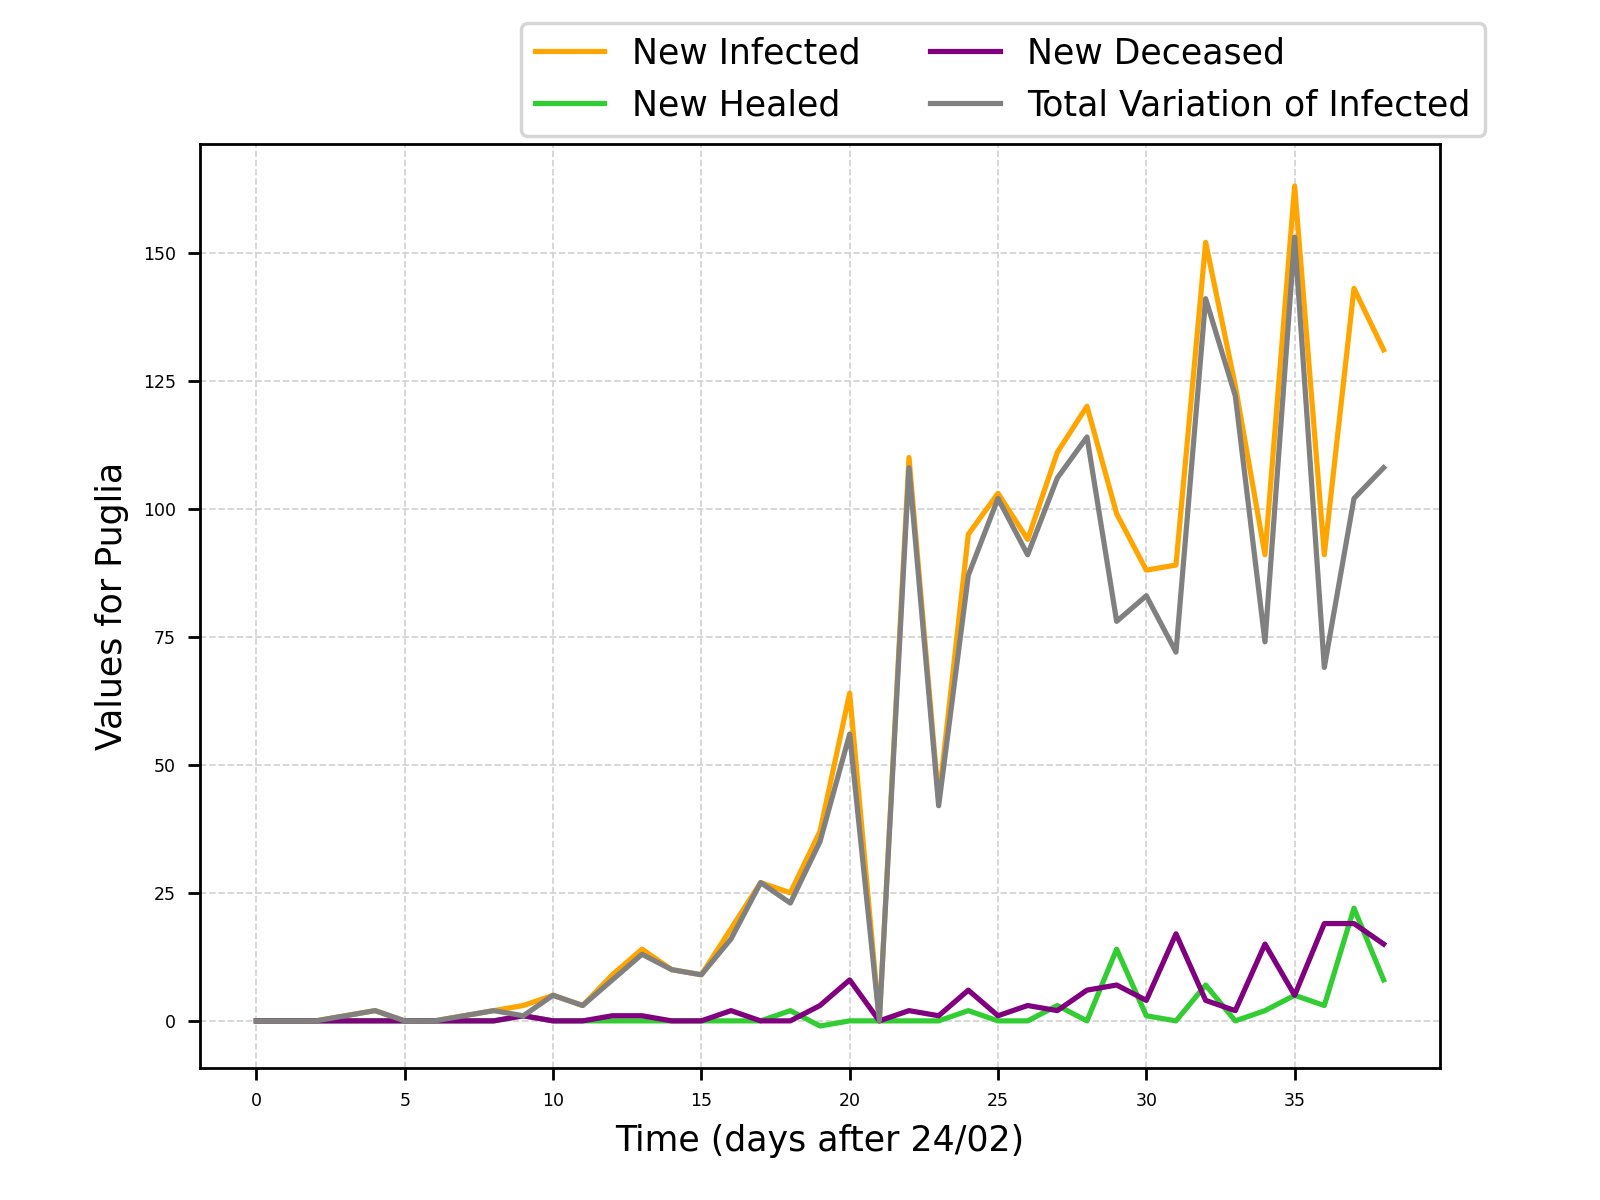 New Infected
New Healed
New Deceased
Total Variation of Infected
Values for Puglia
150
125
100
75
50
25
0
0 5 10 15 20 25 30 35
Time (days after 24/02)